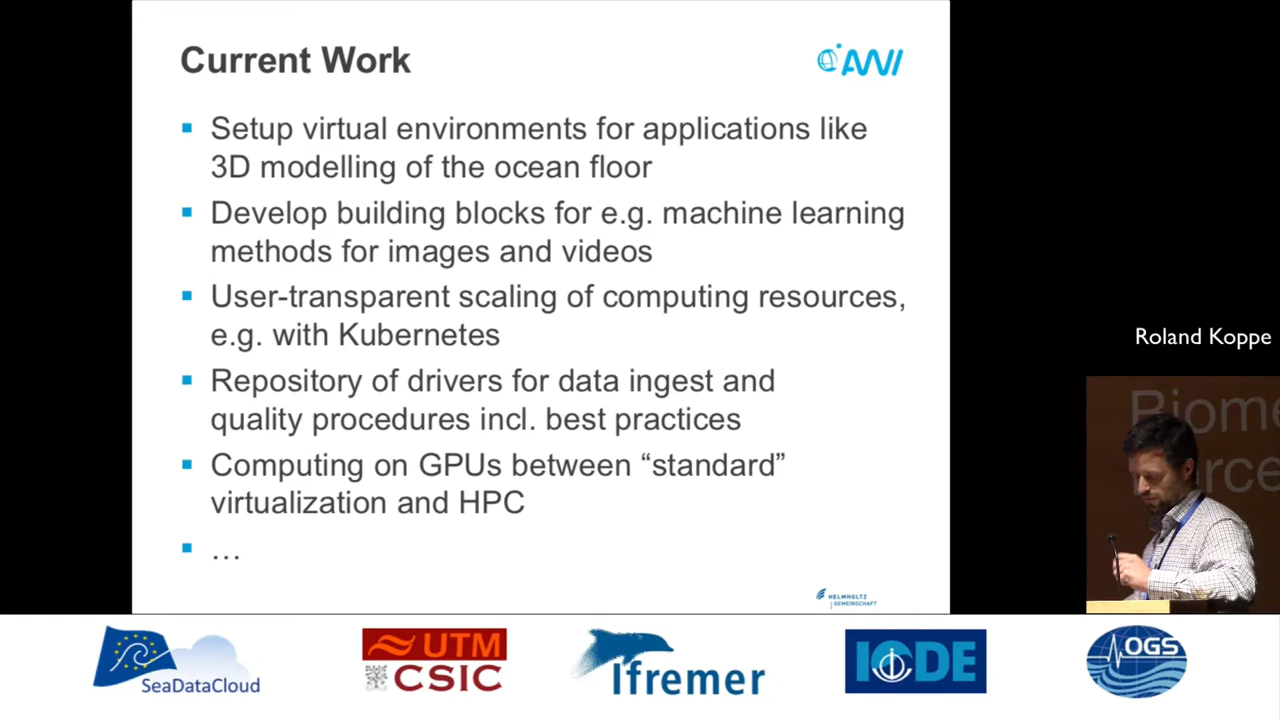 Current Work
AWI
Setup virtual environments for applications like
3D modelling of the ocean floor
Develop building blocks for e.g. machine learning
methods for images and videos
User-transparent scaling of computing resources,
e.g. with Kubernetes
Repository of drivers for data ingest and
quality procedures incl. best practices
Computing on GPUs between “standard”
virtualization and HPC
…
HELMHOLTZ
GEMEINSCHAFT
Roland Koppe
Biome
rce
SeaDataCloud
UTM
CSIC
Ifremer
IODE
OGS